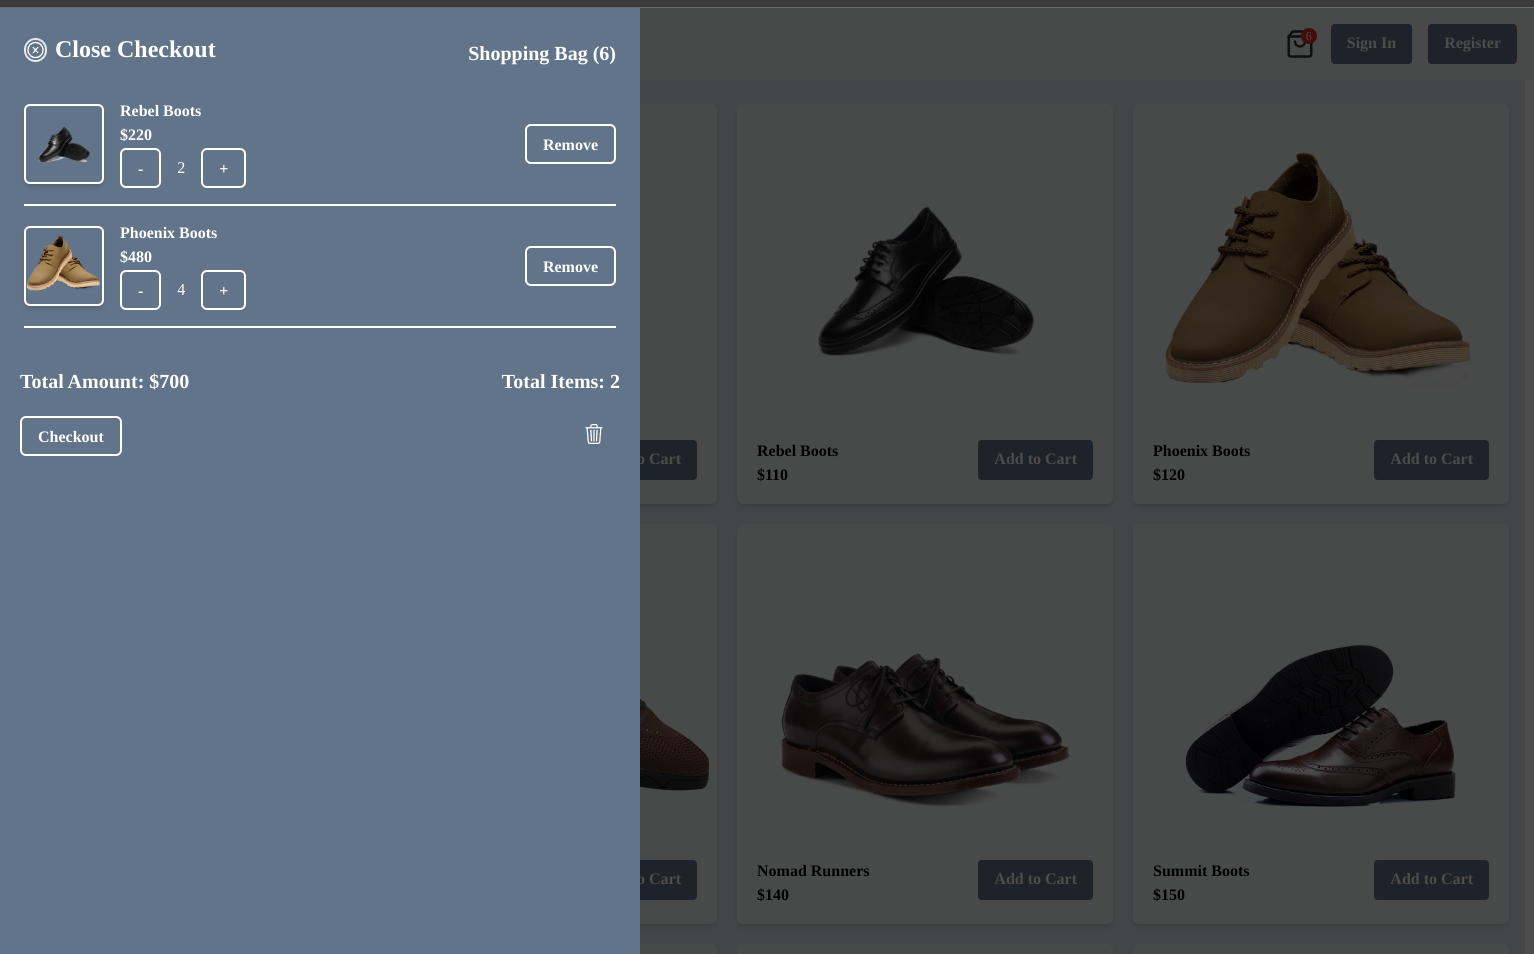 Close Checkout
Shopping Bag (6)
Rebel Boots
$220
- 2 +
Remove
Phoenix Boots
$480
- 4 +
Remove
Total Amount: $700
Total Items: 2
Checkout
6
Sign In
Register
Cart
Rebel Boots
$110
Add to Cart
Phoenix Boots
$120
Add to Cart
Cart
Nomad Runners
$140
Add to Cart
Summit Boots
$150
Add to Cart